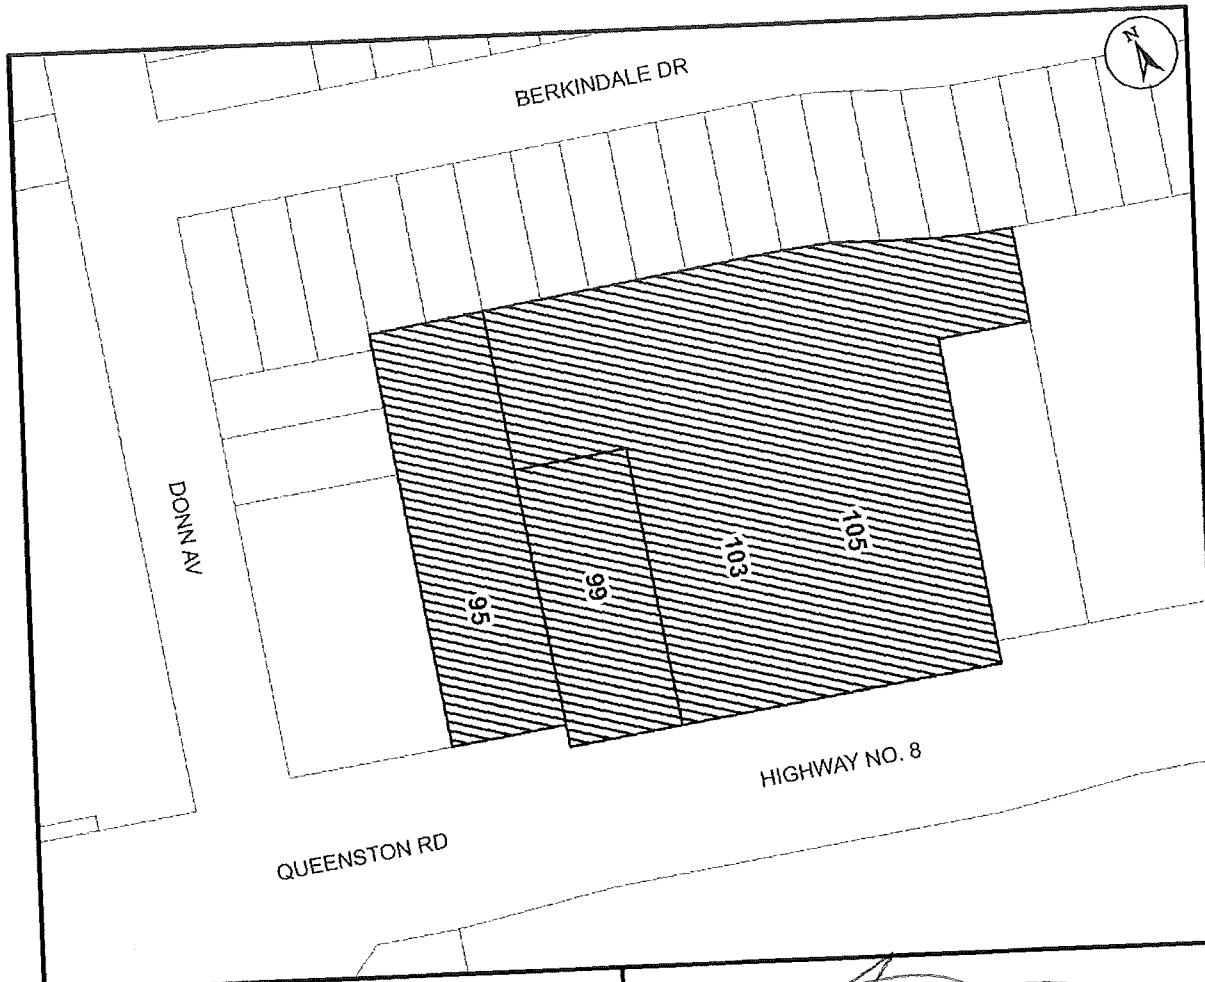 N
BERKINDALE DR
DONN AV
105
103
99
95
HIGHWAY NO. 8
QUEENSTON RD